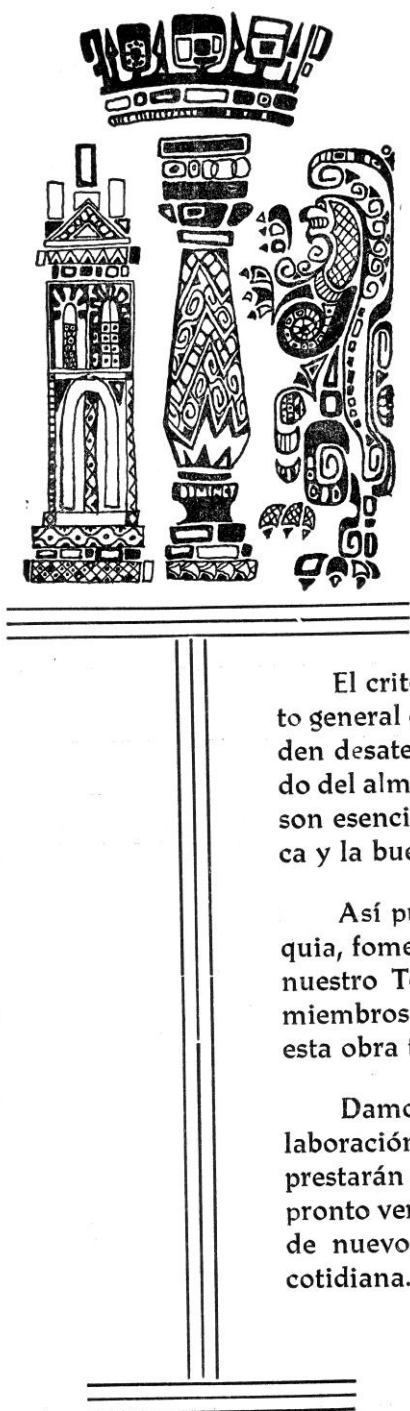 El crit
to general
den desate
do del alm
son esenci
ca y la bue
Así pu
quia, fome
nuestro T
miembros
esta obra
Damo
laboración
prestarán
pronto ver
de nuevo
cotidiana.